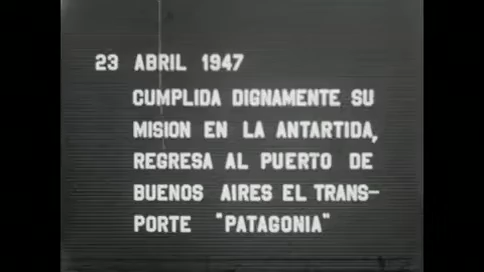 23 ABRIL 1947
CUMPLIDA DIGNAMENTE SU
MISION EN LA ANTARTIDA,
REGRESA AL PUERTO DE
BUENOS AIRES EL TRANS-
PORTE "PATAGONIA"